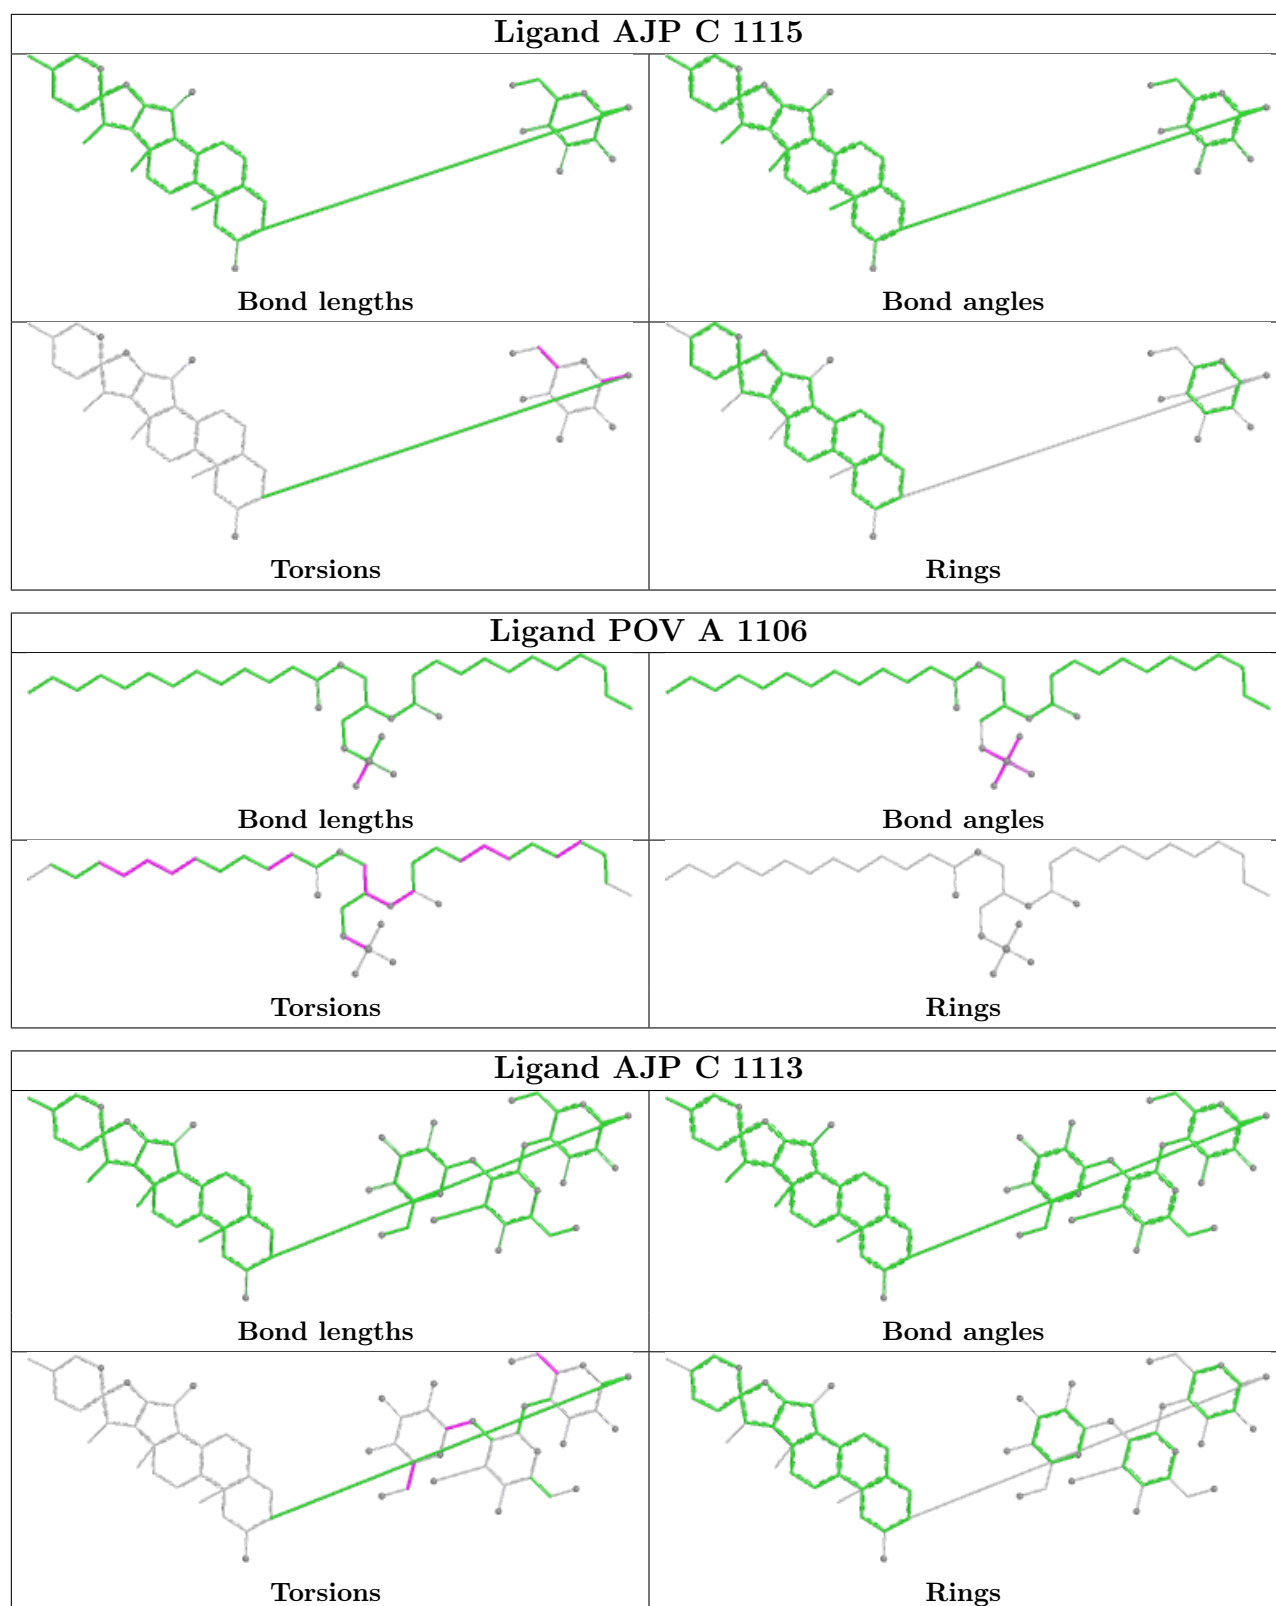 Ligand AJP C 1115
Bond lengths
Bond angles
Torsions
Rings
Ligand POV A 1106
Bond lengths
Bond angles
Torsions
Rings
Ligand AJP C 1113
Bond lengths
Bond angles
Torsions
Rings